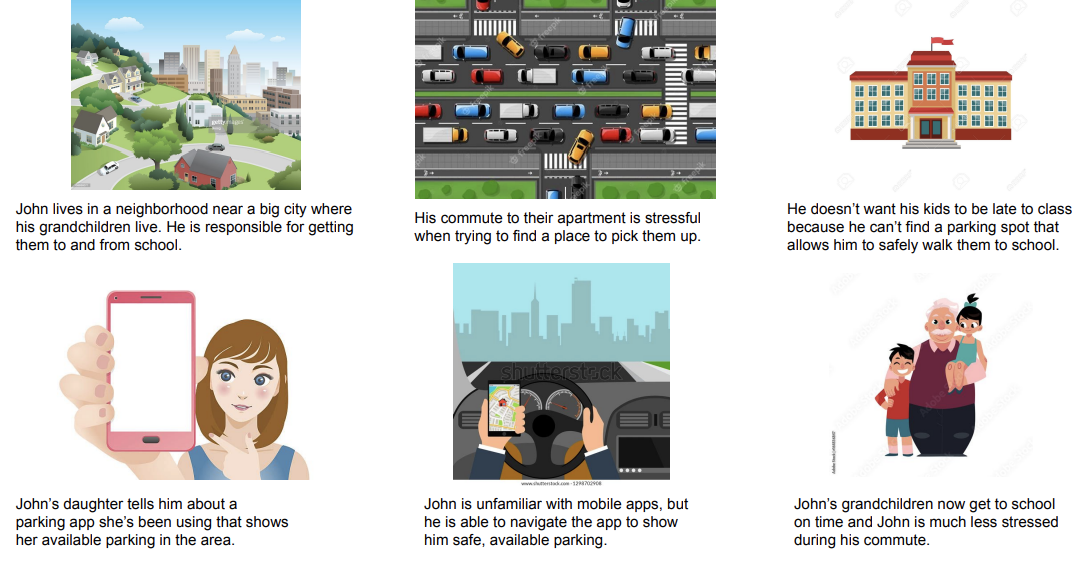 gettyimages
John lives in a neighborhood near a big city where
his grandchildren live. He is responsible for getting
them to and from school.
His commute to their apartment is stressful
when trying to find a place to pick them up.
He doesn’t want his kids to be late to class
because he can’t find a parking spot that
allows him to safely walk them to school.
shutterstock
www.shutterstock.com · 1298702908
John’s daughter tells him about a
parking app she’s been using that shows
her available parking in the area.
John is unfamiliar with mobile apps, but
he is able to navigate the app to show
him safe, available parking.
John’s grandchildren now get to school
on time and John is much less stressed
during his commute.